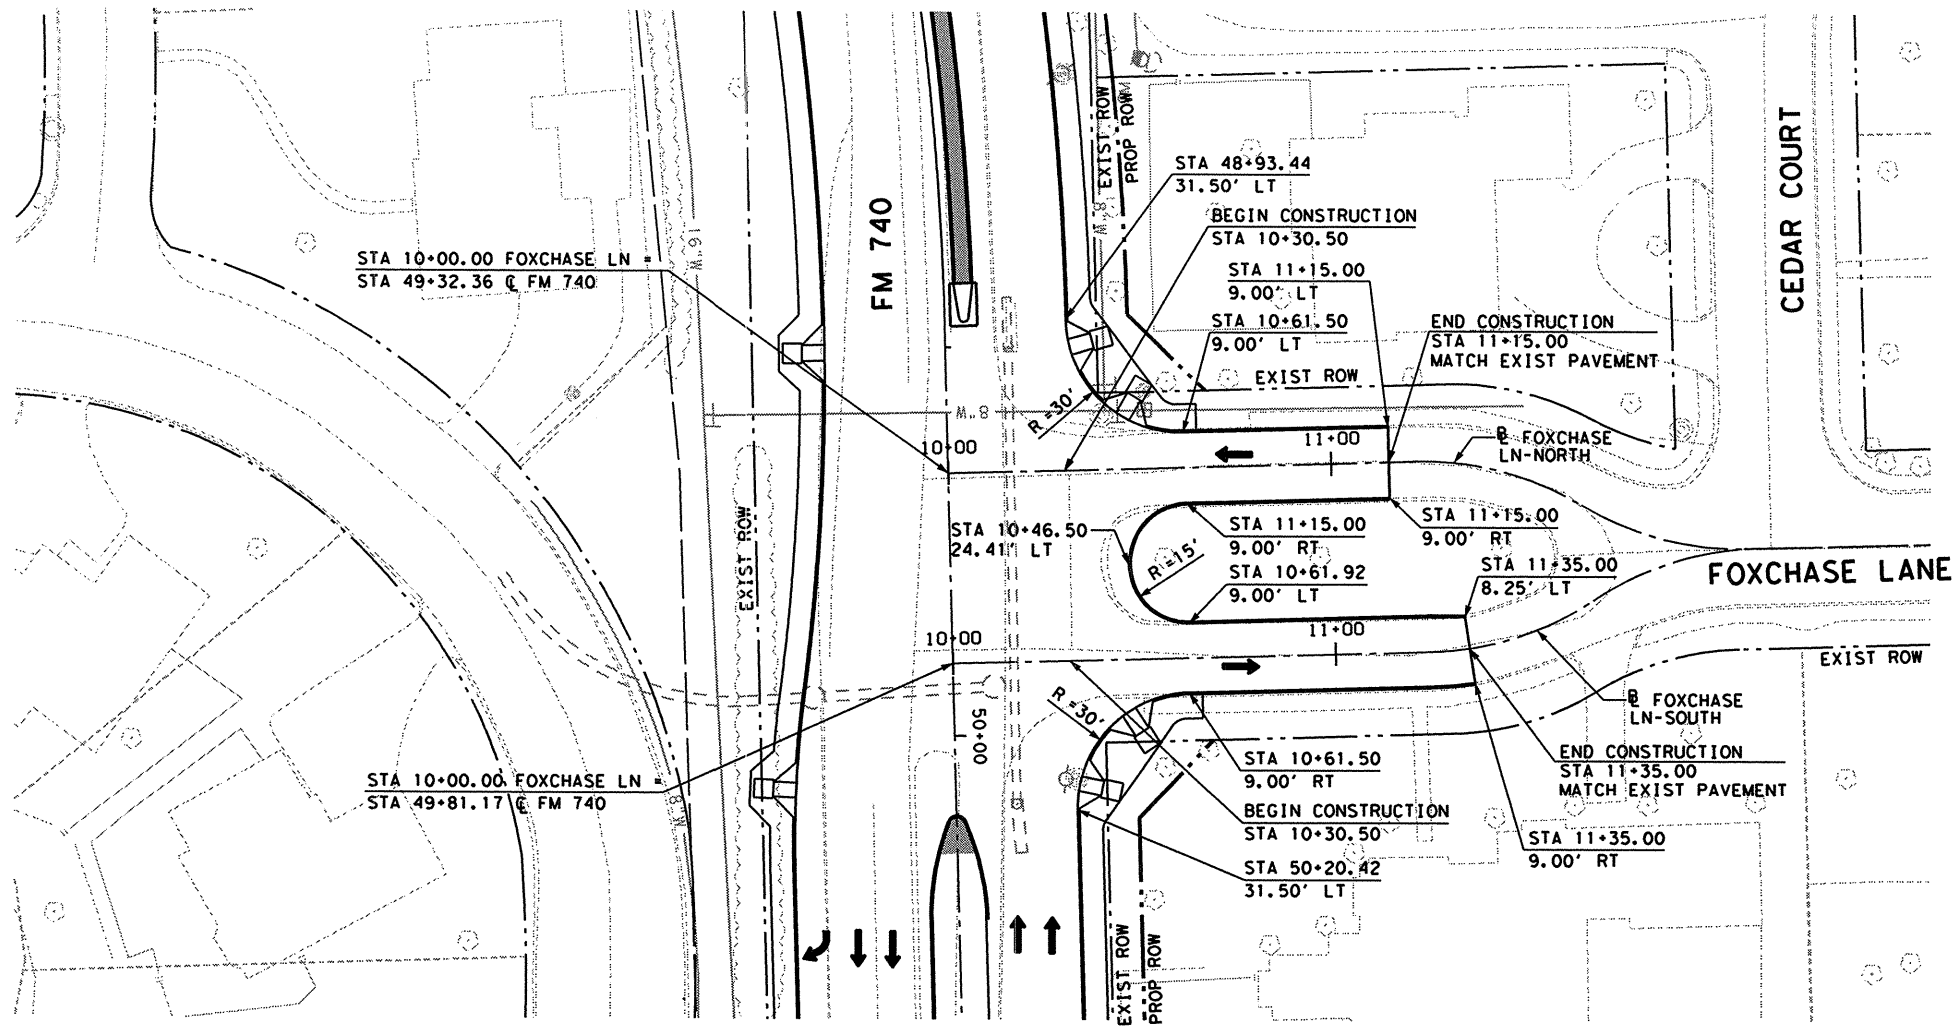 STA 10+00.00 FOXCHASE LN =
STA 49+32.36 ℄ FM 740
FM 740
16"W
EXIST ROW
PROP ROW
8"W
STA 48+93.44
31.50' LT
BEGIN CONSTRUCTION
STA 10+30.50
STA 11+15.00
9.00' LT
STA 10+61.50
9.00' LT
END CONSTRUCTION
STA 11+15.00
MATCH EXIST PAVEMENT
CEDAR COURT
EXIST ROW
R =30'
8"W
10+00
11+00
℄ FOXCHASE
LN-NORTH
EXIST ROW
STA 10+46.50
24.41' LT
STA 11+15.00
9.00' RT
STA 11+15.00
9.00' RT
R =15'
STA 10+61.92
9.00' LT
STA 11+35.00
8.25' LT
FOXCHASE LANE
10+00
11+00
EXIST ROW
R =30'
50+00
℄ FOXCHASE
LN-SOUTH
STA 10+00.00 FOXCHASE LN =
STA 49+81.17 ℄ FM 740
8"W
STA 10+61.50
9.00' RT
END CONSTRUCTION
STA 11+35.00
MATCH EXIST PAVEMENT
BEGIN CONSTRUCTION
STA 10+30.50
STA 11+35.00
9.00' RT
STA 50+20.42
31.50' LT
EXIST ROW
PROP ROW